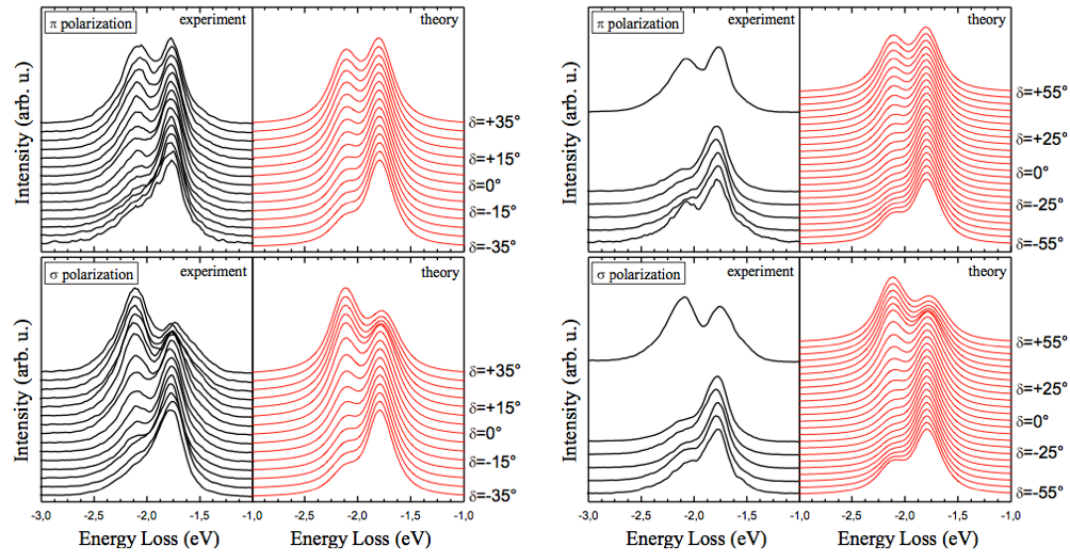 π polarization experiment theory
Intensity (arb. u.)
δ=+35°
δ=+15°
δ=0°
δ=-15°
δ=-35°
σ polarization experiment theory
Intensity (arb. u.)
δ=+35°
δ=+15°
δ=0°
δ=-15°
δ=-35°
-3,0 -2,5 -2,0 -1,5 -1,0 -2,5 -2,0 -1,5 -1,0
Energy Loss (eV) Energy Loss (eV)
π polarization experiment theory
Intensity (arb. u.)
δ=+55°
δ=+25°
δ=0°
δ=-25°
δ=-55°
σ polarization experiment theory
Intensity (arb. u.)
δ=+55°
δ=+25°
δ=0°
δ=-25°
δ=-55°
-3,0 -2,5 -2,0 -1,5 -1,0 -2,5 -2,0 -1,5 -1,0
Energy Loss (eV) Energy Loss (eV)